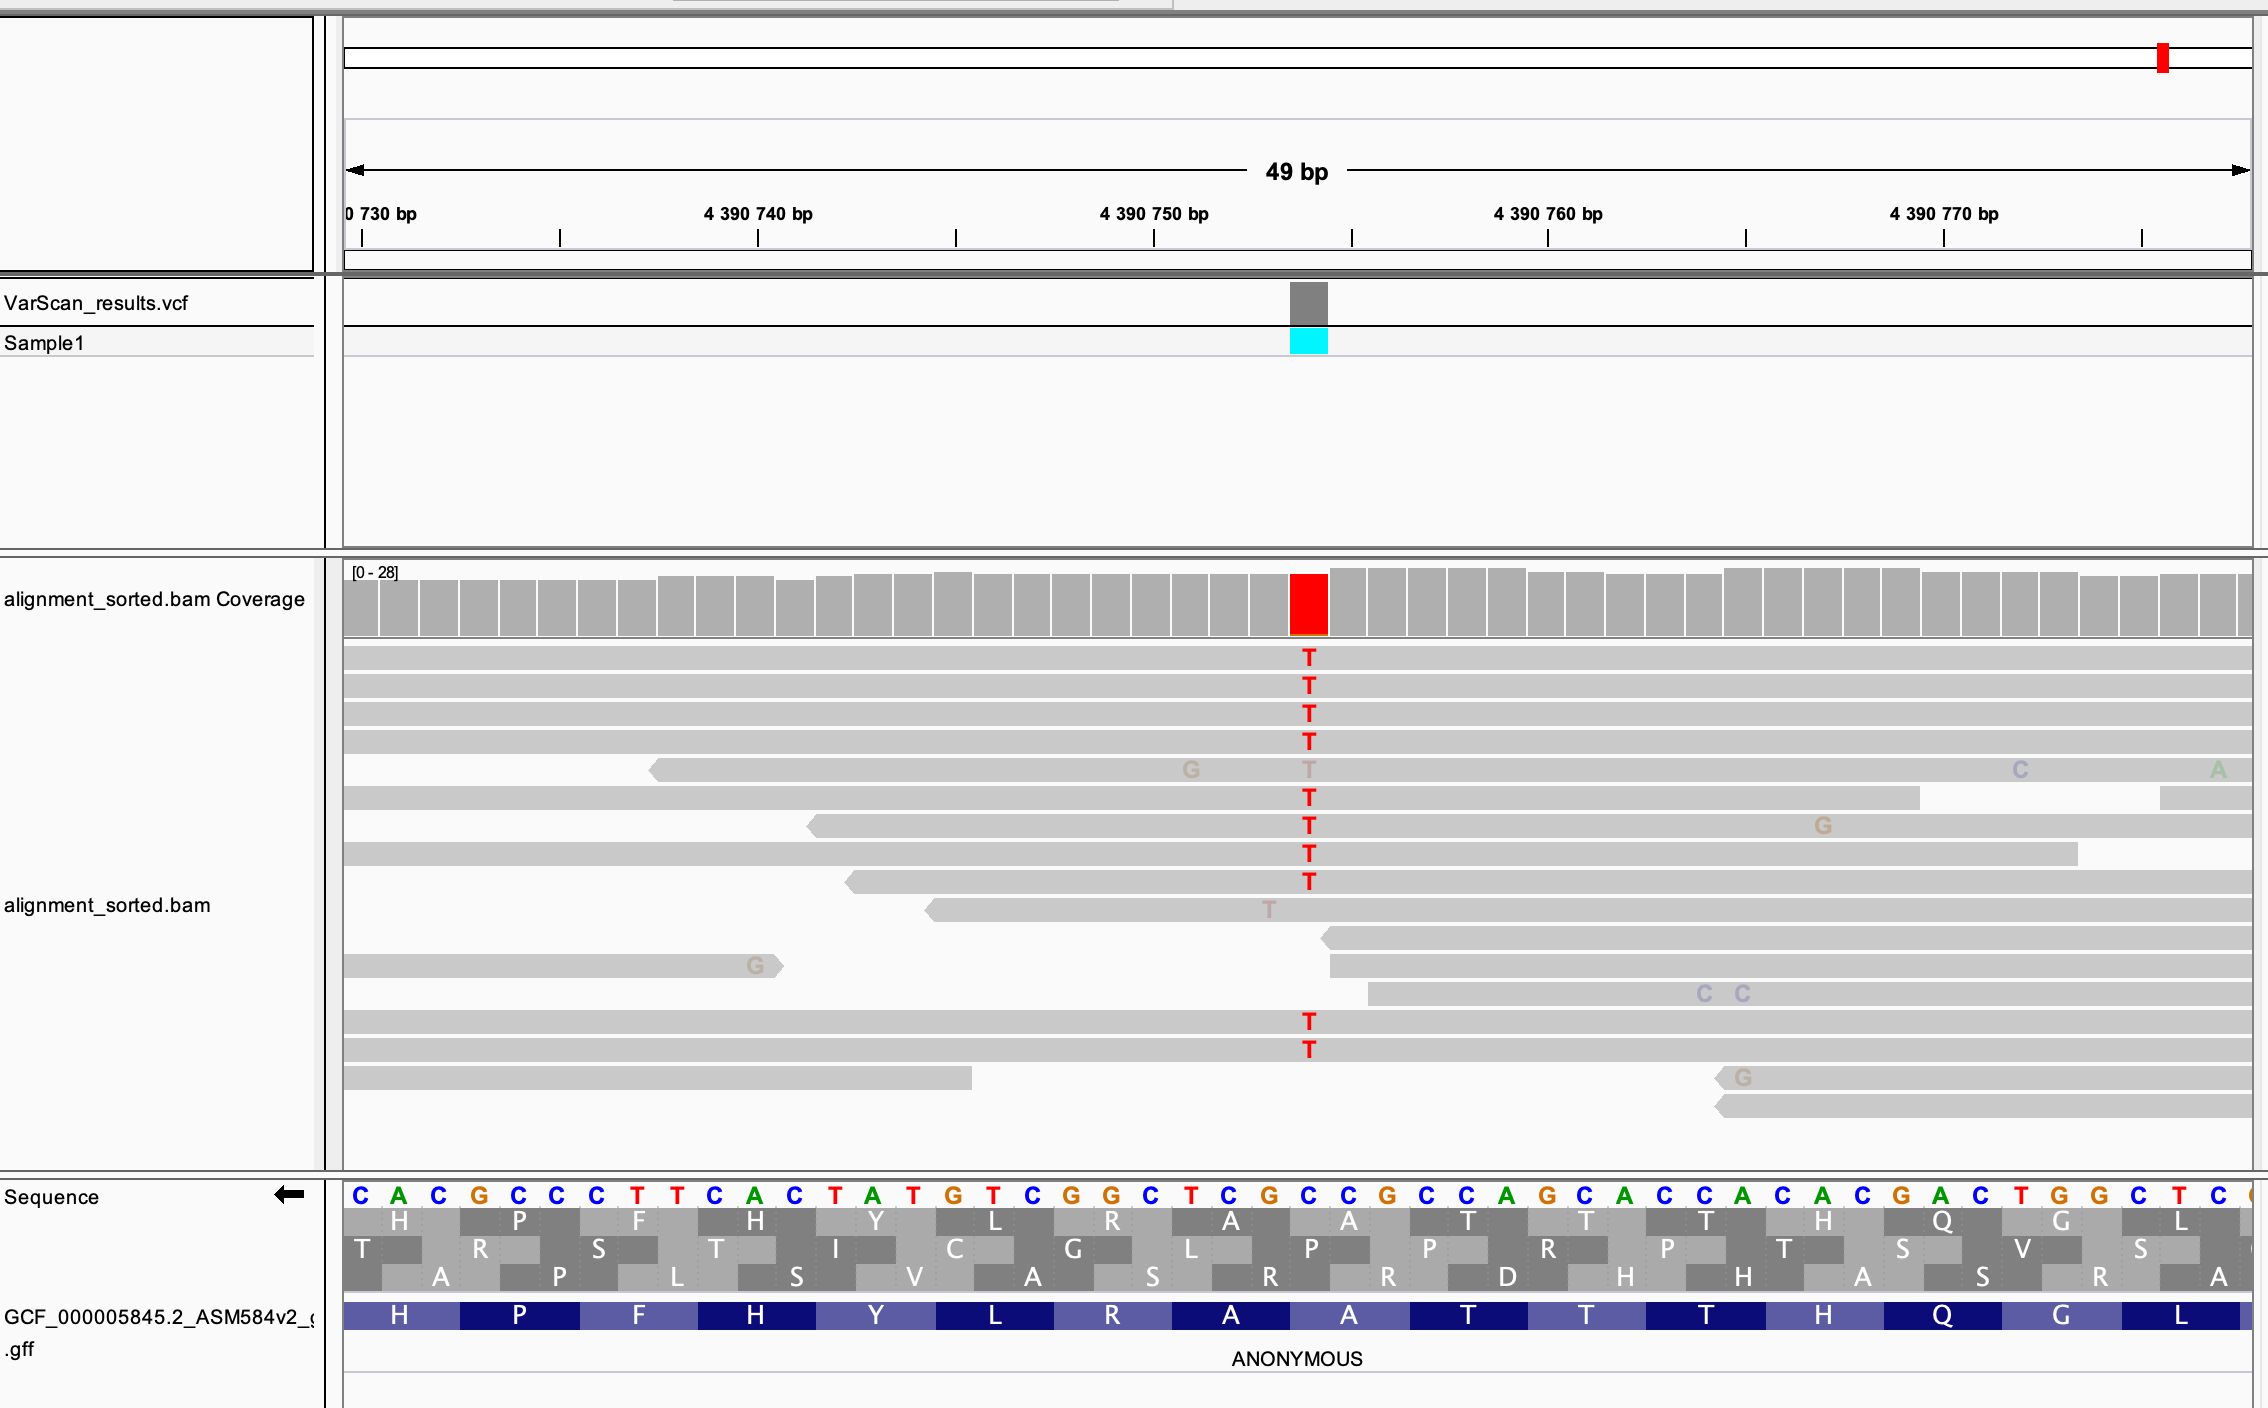 49 bp
0 730 bp 4 390 740 bp 4 390 750 bp 4 390 760 bp 4 390 770 bp
VarScan_results.vcf
Sample1
[0 - 28]
alignment_sorted.bam Coverage
T
T
T
T
G T C A
T
T G
T
T
alignment_sorted.bam
T
G
C C
T
T
G
Sequence
C A C G C C C T T C A C T A T G T C G G C T C G C C G C C A G C A C C A C A C G A C T G G C T C
H P F H Y L R A A T T T H Q G L
T R S T I C G L P P R P T S V S
A P L S V A S R R D H H A S R A
GCF_000005845.2_ASM584v2_g
H P F H Y L R A A T T T H Q G L
.gff
ANONYMOUS